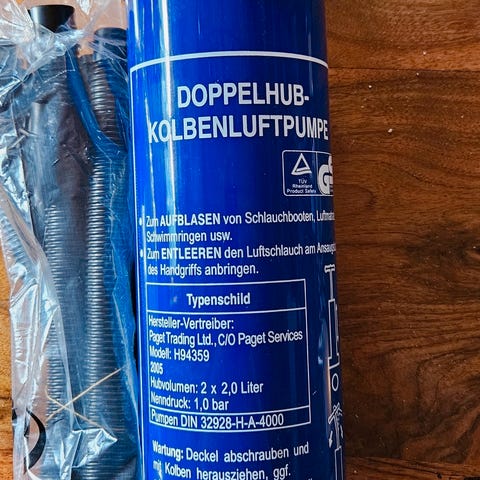 DOPPELHUB-
KOLBENLUFTPUMPE
TÜV
Rheinland
Product Safety
Zum AUFBLASEN von Schlauchbooten,
Schwimmringen usw.
Zum ENTLEEREN den Luftschlauch am
des Handgriffs anbringen.
Typenschild
Hersteller-Vertreiber:
Paget Trading Ltd., C/O Paget Services
Modell: H94359
2005
Hubvolumen: 2 x 2,0 Liter
Nenndruck: 1,0 bar
Pumpen DIN 32928-H-A-4000
Wartung: Deckel abschrauben und
mit Kolben herausziehen, ggf.